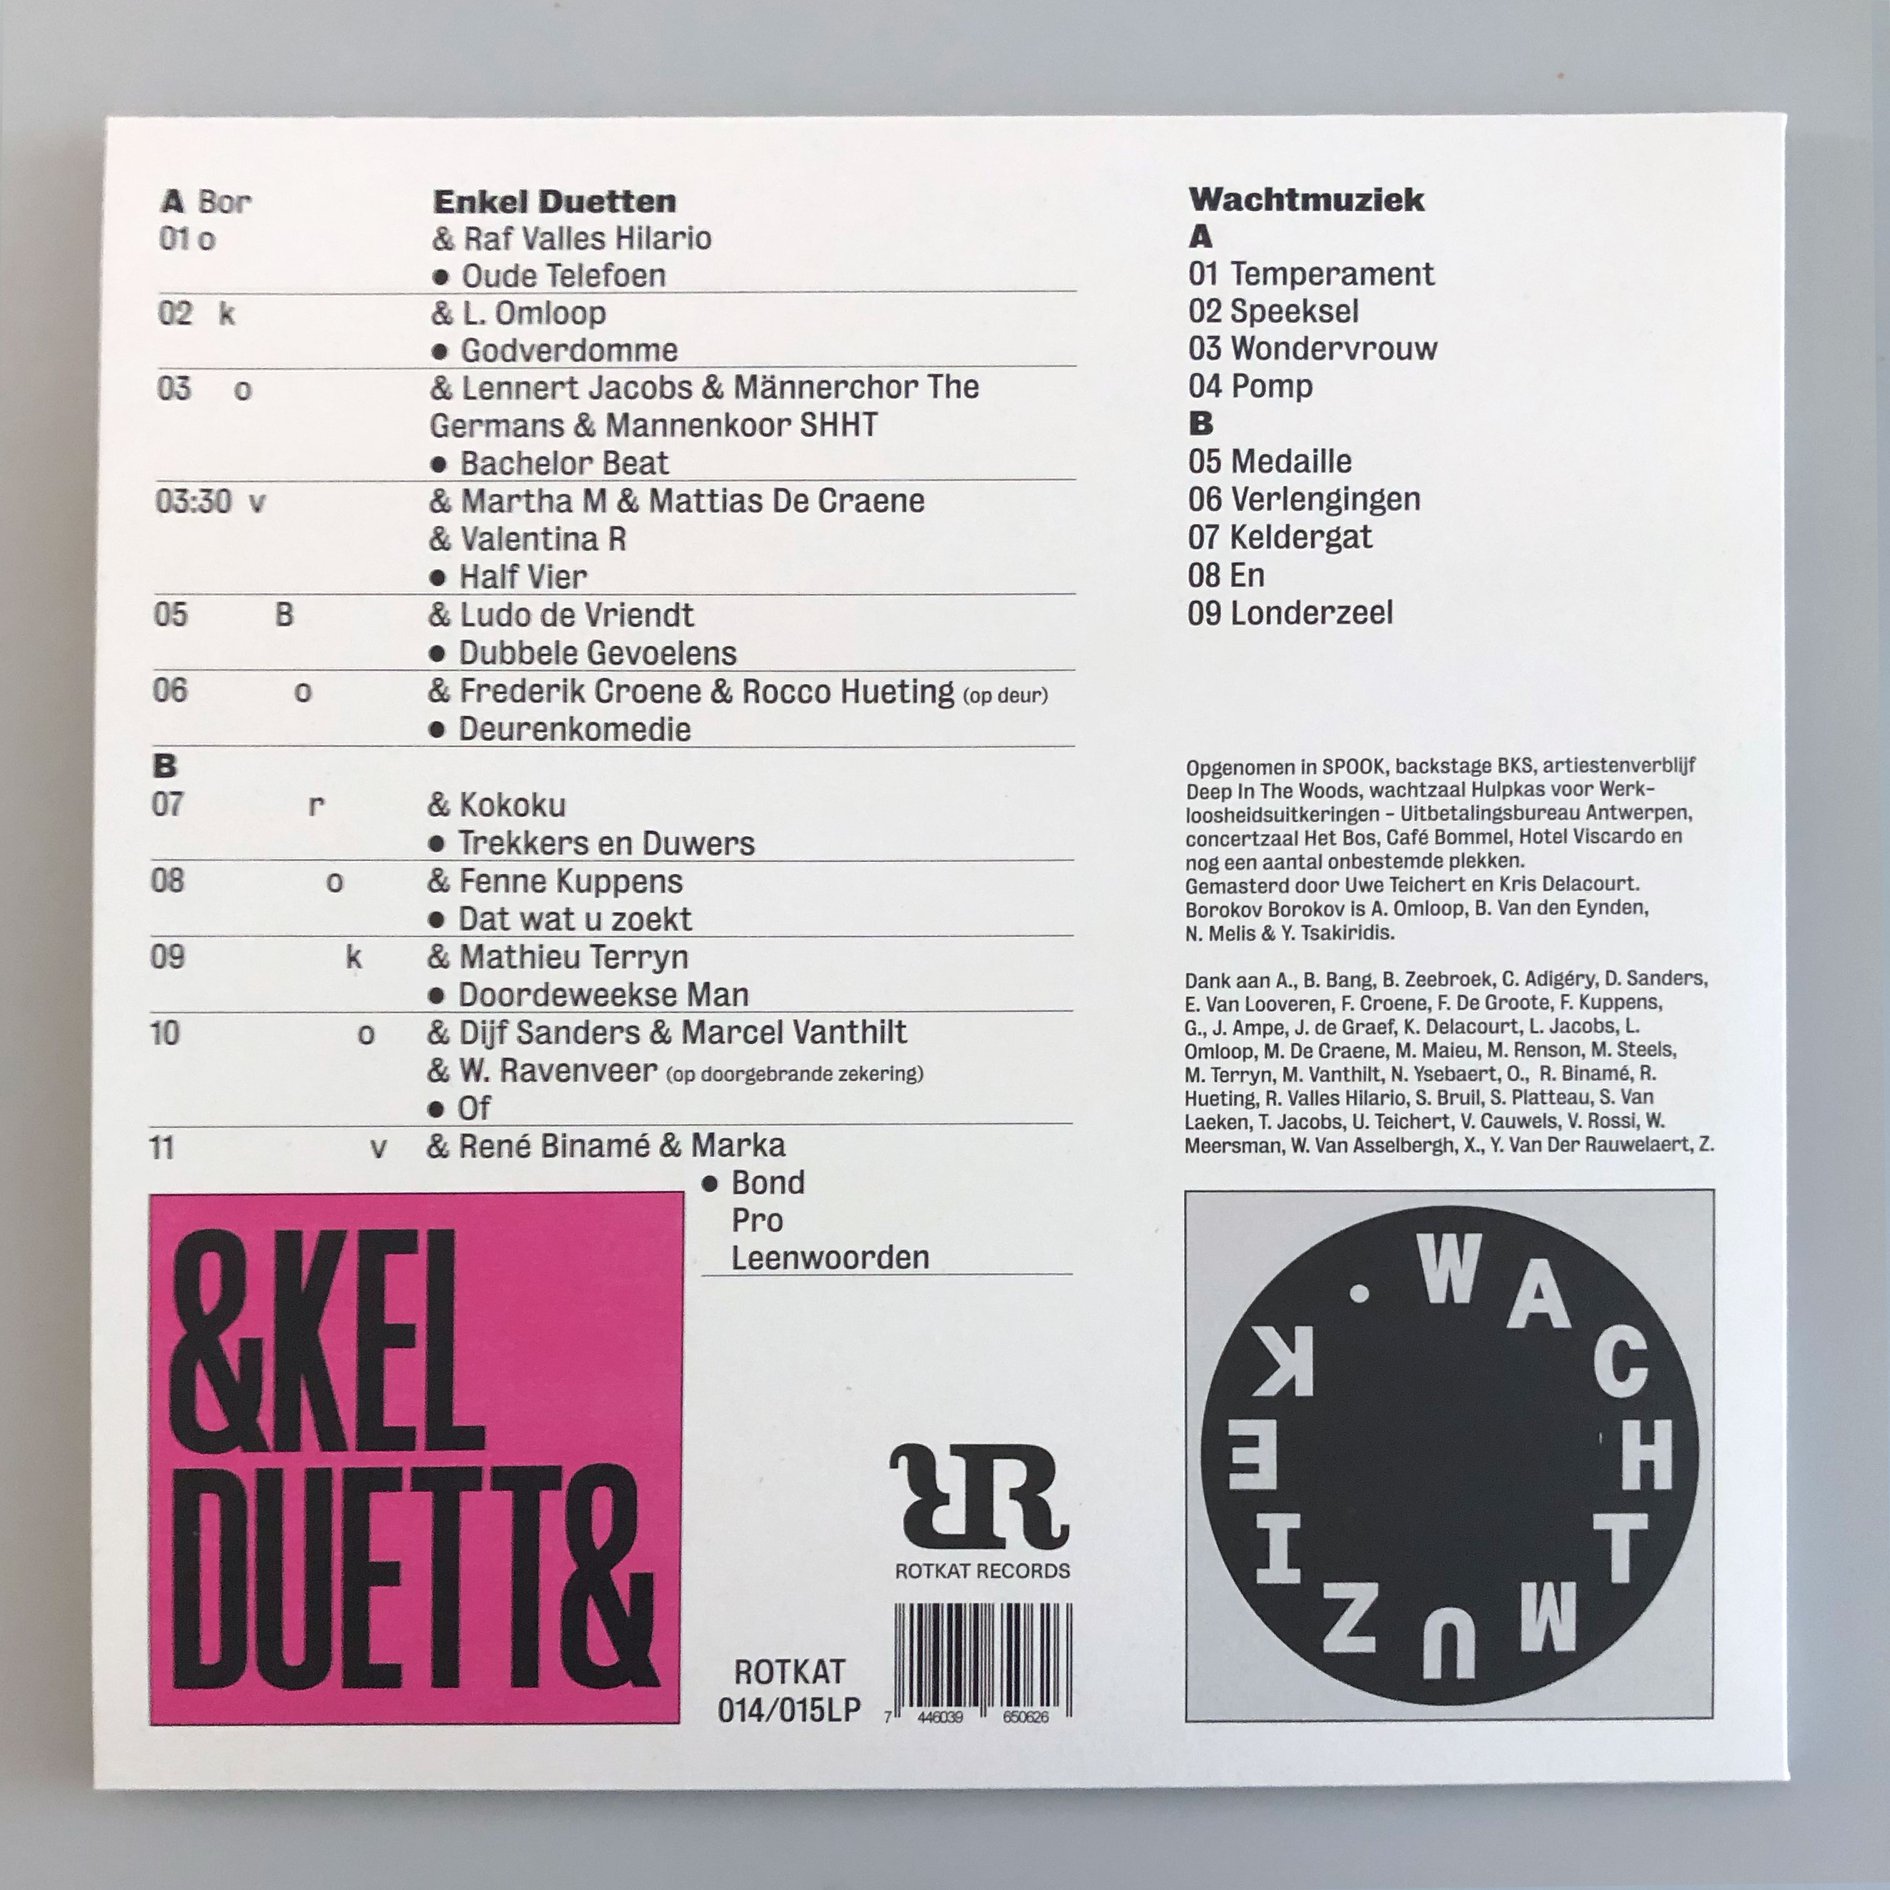 A Bor Enkel Duetten
01 o & Raf Valles Hilario
● Oude Telefoen
02 k & L. Omloop
● Godverdomme
03 o & Lennert Jacobs & Männerchor The
Germans & Mannenkoor SHHT
● Bachelor Beat
03:30 v & Martha M & Mattias De Craene
& Valentina R
● Half Vier
05 B & Ludo de Vriendt
● Dubbele Gevoelens
06 o & Frederik Croene & Rocco Hueting (op deur)
● Deurenkomedie
B
07 r & Kokoku
● Trekkers en Duwers
08 o & Fenne Kuppens
● Dat wat u zoekt
09 k & Mathieu Terryn
● Doordeweekse Man
10 o & Dijf Sanders & Marcel Vanthilt
& W. Ravenveer (op doorgebrande zekering)
● Of
11 v & René Binamé & Marka
● Bond
Pro
Leenwoorden
&KEL
DUETT&
RR
ROTKAT RECORDS
ROTKAT
014/015LP
7 446039 650626
Wachtmuziek
A
01 Temperament
02 Speeksel
03 Wondervrouw
04 Pomp
B
05 Medaille
06 Verlengingen
07 Keldergat
08 En
09 Londerzeel
Opgenomen in SPOOK, backstage BKS, artiestenverblijf
Deep In The Woods, wachtzaal Hulpkas voor Werk-
loosheidsuitkeringen – Uitbetalingsbureau Antwerpen,
concertzaal Het Bos, Café Bommel, Hotel Viscardo en
nog een aantal onbestemde plekken.
Gemasterd door Uwe Teichert en Kris Delacourt.
Borokov Borokov is A. Omloop, B. Van den Eynden,
N. Melis & Y. Tsakiridis.
Dank aan A., B. Bang, B. Zeebroek, C. Adigéry, D. Sanders,
E. Van Looveren, F. Croene, F. De Groote, F. Kuppens,
G., J. Ampe, J. de Graef, K. Delacourt, L. Jacobs, L.
Omloop, M. De Craene, M. Maieu, M. Renson, M. Steels,
M. Terryn, M. Vanthilt, N. Ysebaert, O., R. Binamé, R.
Hueting, R. Valles Hilario, S. Bruil, S. Platteau, S. Van
Laeken, T. Jacobs, U. Teichert, V. Cauwels, V. Rossi, W.
Meersman, W. Van Asselbergh, X., Y. Van Der Rauwelaert, Z.
WACHTMUZIEK.